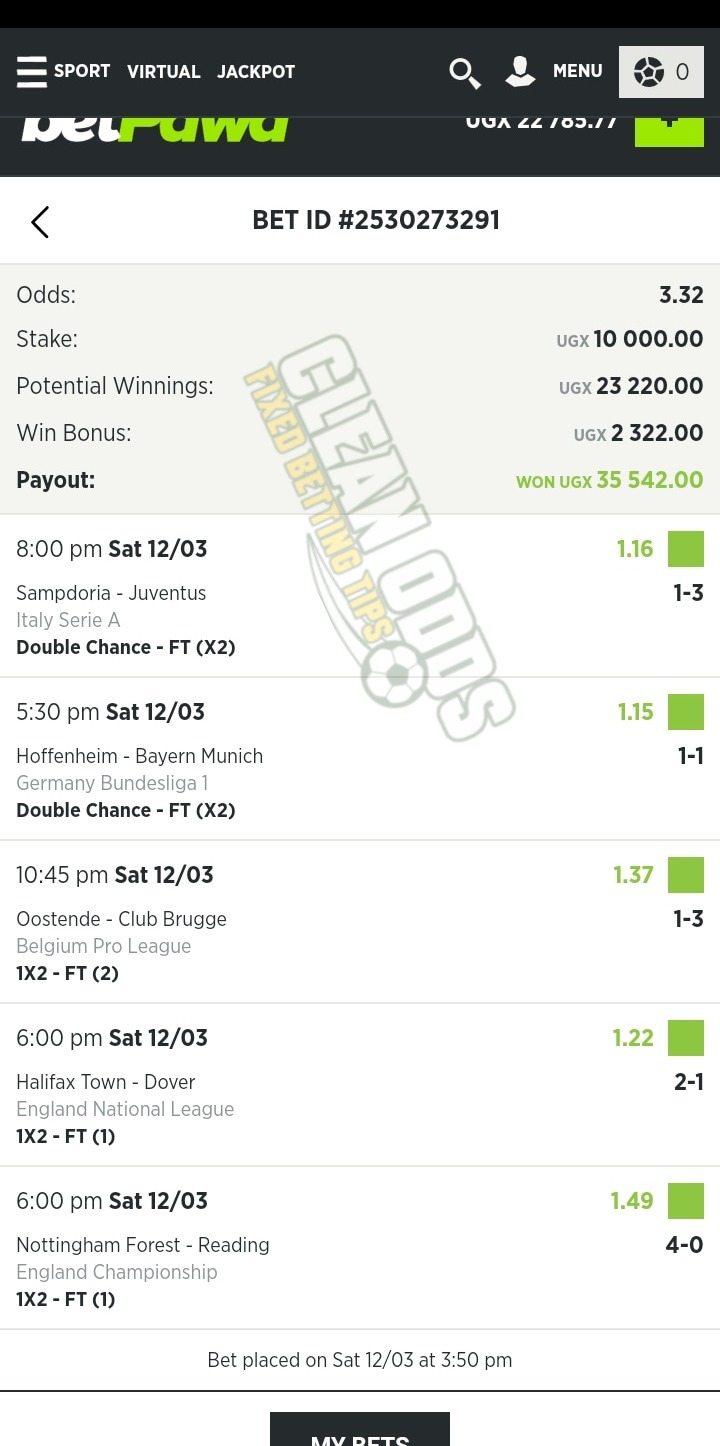 SPORT VIRTUAL JACKPOT MENU 0
betPawa UGX 22 785.77 +
BET ID #2530273291
Odds: 3.32
Stake: UGX 10 000.00
Potential Winnings: UGX 23 220.00
Win Bonus: UGX 2 322.00
Payout: WON UGX 35 542.00
CLEAN ODDS
FIXED BETTING TIPS
8:00 pm Sat 12/03 1.16
Sampdoria - Juventus 1-3
Italy Serie A
Double Chance - FT (X2)
5:30 pm Sat 12/03 1.15
Hoffenheim - Bayern Munich 1-1
Germany Bundesliga 1
Double Chance - FT (X2)
10:45 pm Sat 12/03 1.37
Oostende - Club Brugge 1-3
Belgium Pro League
1X2 - FT (2)
6:00 pm Sat 12/03 1.22
Halifax Town - Dover 2-1
England National League
1X2 - FT (1)
6:00 pm Sat 12/03 1.49
Nottingham Forest - Reading 4-0
England Championship
1X2 - FT (1)
Bet placed on Sat 12/03 at 3:50 pm
MY BETS